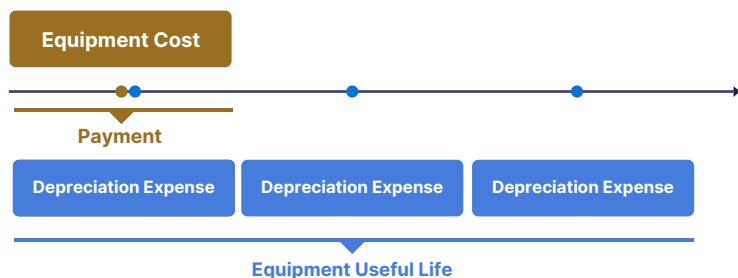 Equipment Cost
Payment
Depreciation Expense
Depreciation Expense
Depreciation Expense
Equipment Useful Life